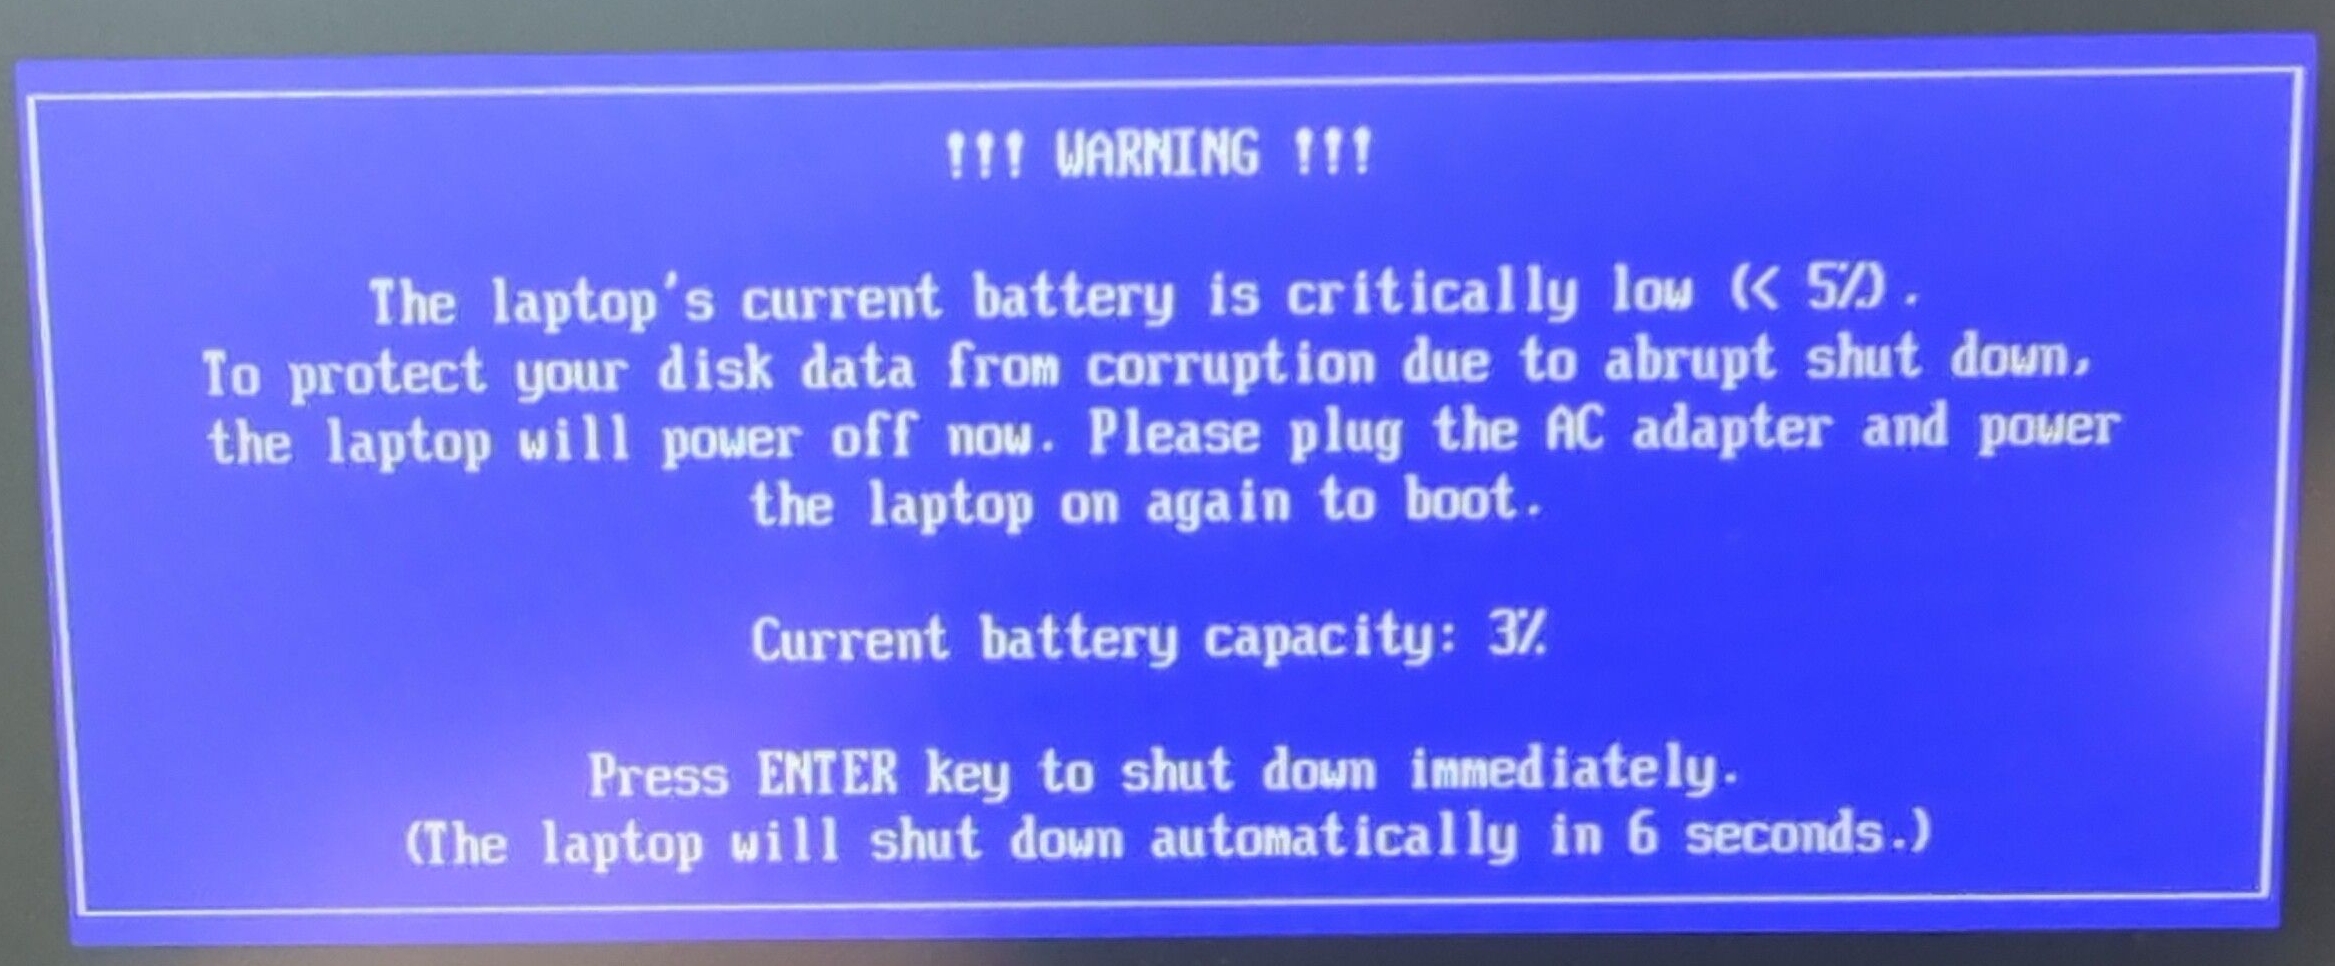 !!! WARNING !!!
The laptop's current battery is critically low (< 5%).
To protect your disk data from corruption due to abrupt shut down,
the laptop will power off now. Please plug the AC adapter and power
the laptop on again to boot.
Current battery capacity: 3%
Press ENTER key to shut down immediately.
(The laptop will shut down automatically in 6 seconds.)